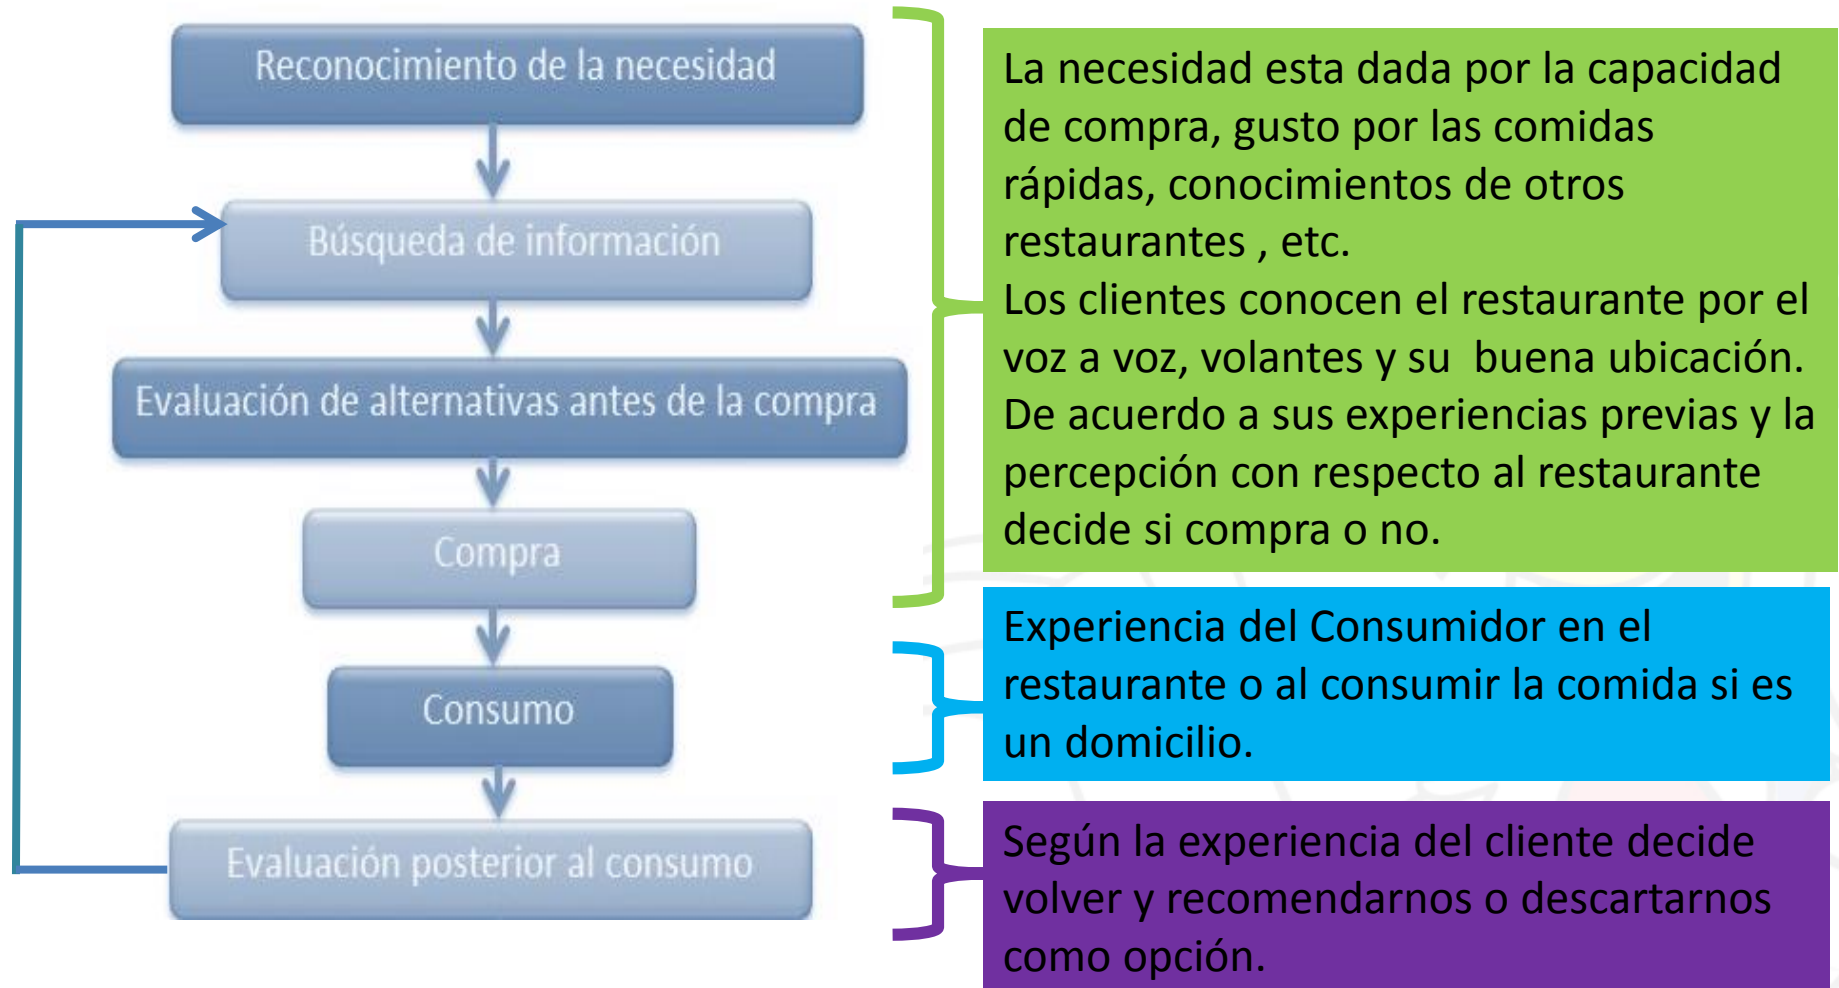 Reconocimiento de la necesidad
Búsqueda de información
Evaluación de alternativas antes de la compra
Compra
Consumo
Evaluación posterior al consumo
La necesidad esta dada por la capacidad
de compra, gusto por las comidas
rápidas, conocimientos de otros
restaurantes , etc.
Los clientes conocen el restaurante por el
voz a voz, volantes y su buena ubicación.
De acuerdo a sus experiencias previas y la
percepción con respecto al restaurante
decide si compra o no.
Experiencia del Consumidor en el
restaurante o al consumir la comida si es
un domicilio.
Según la experiencia del cliente decide
volver y recomendarnos o descartarnos
como opción.